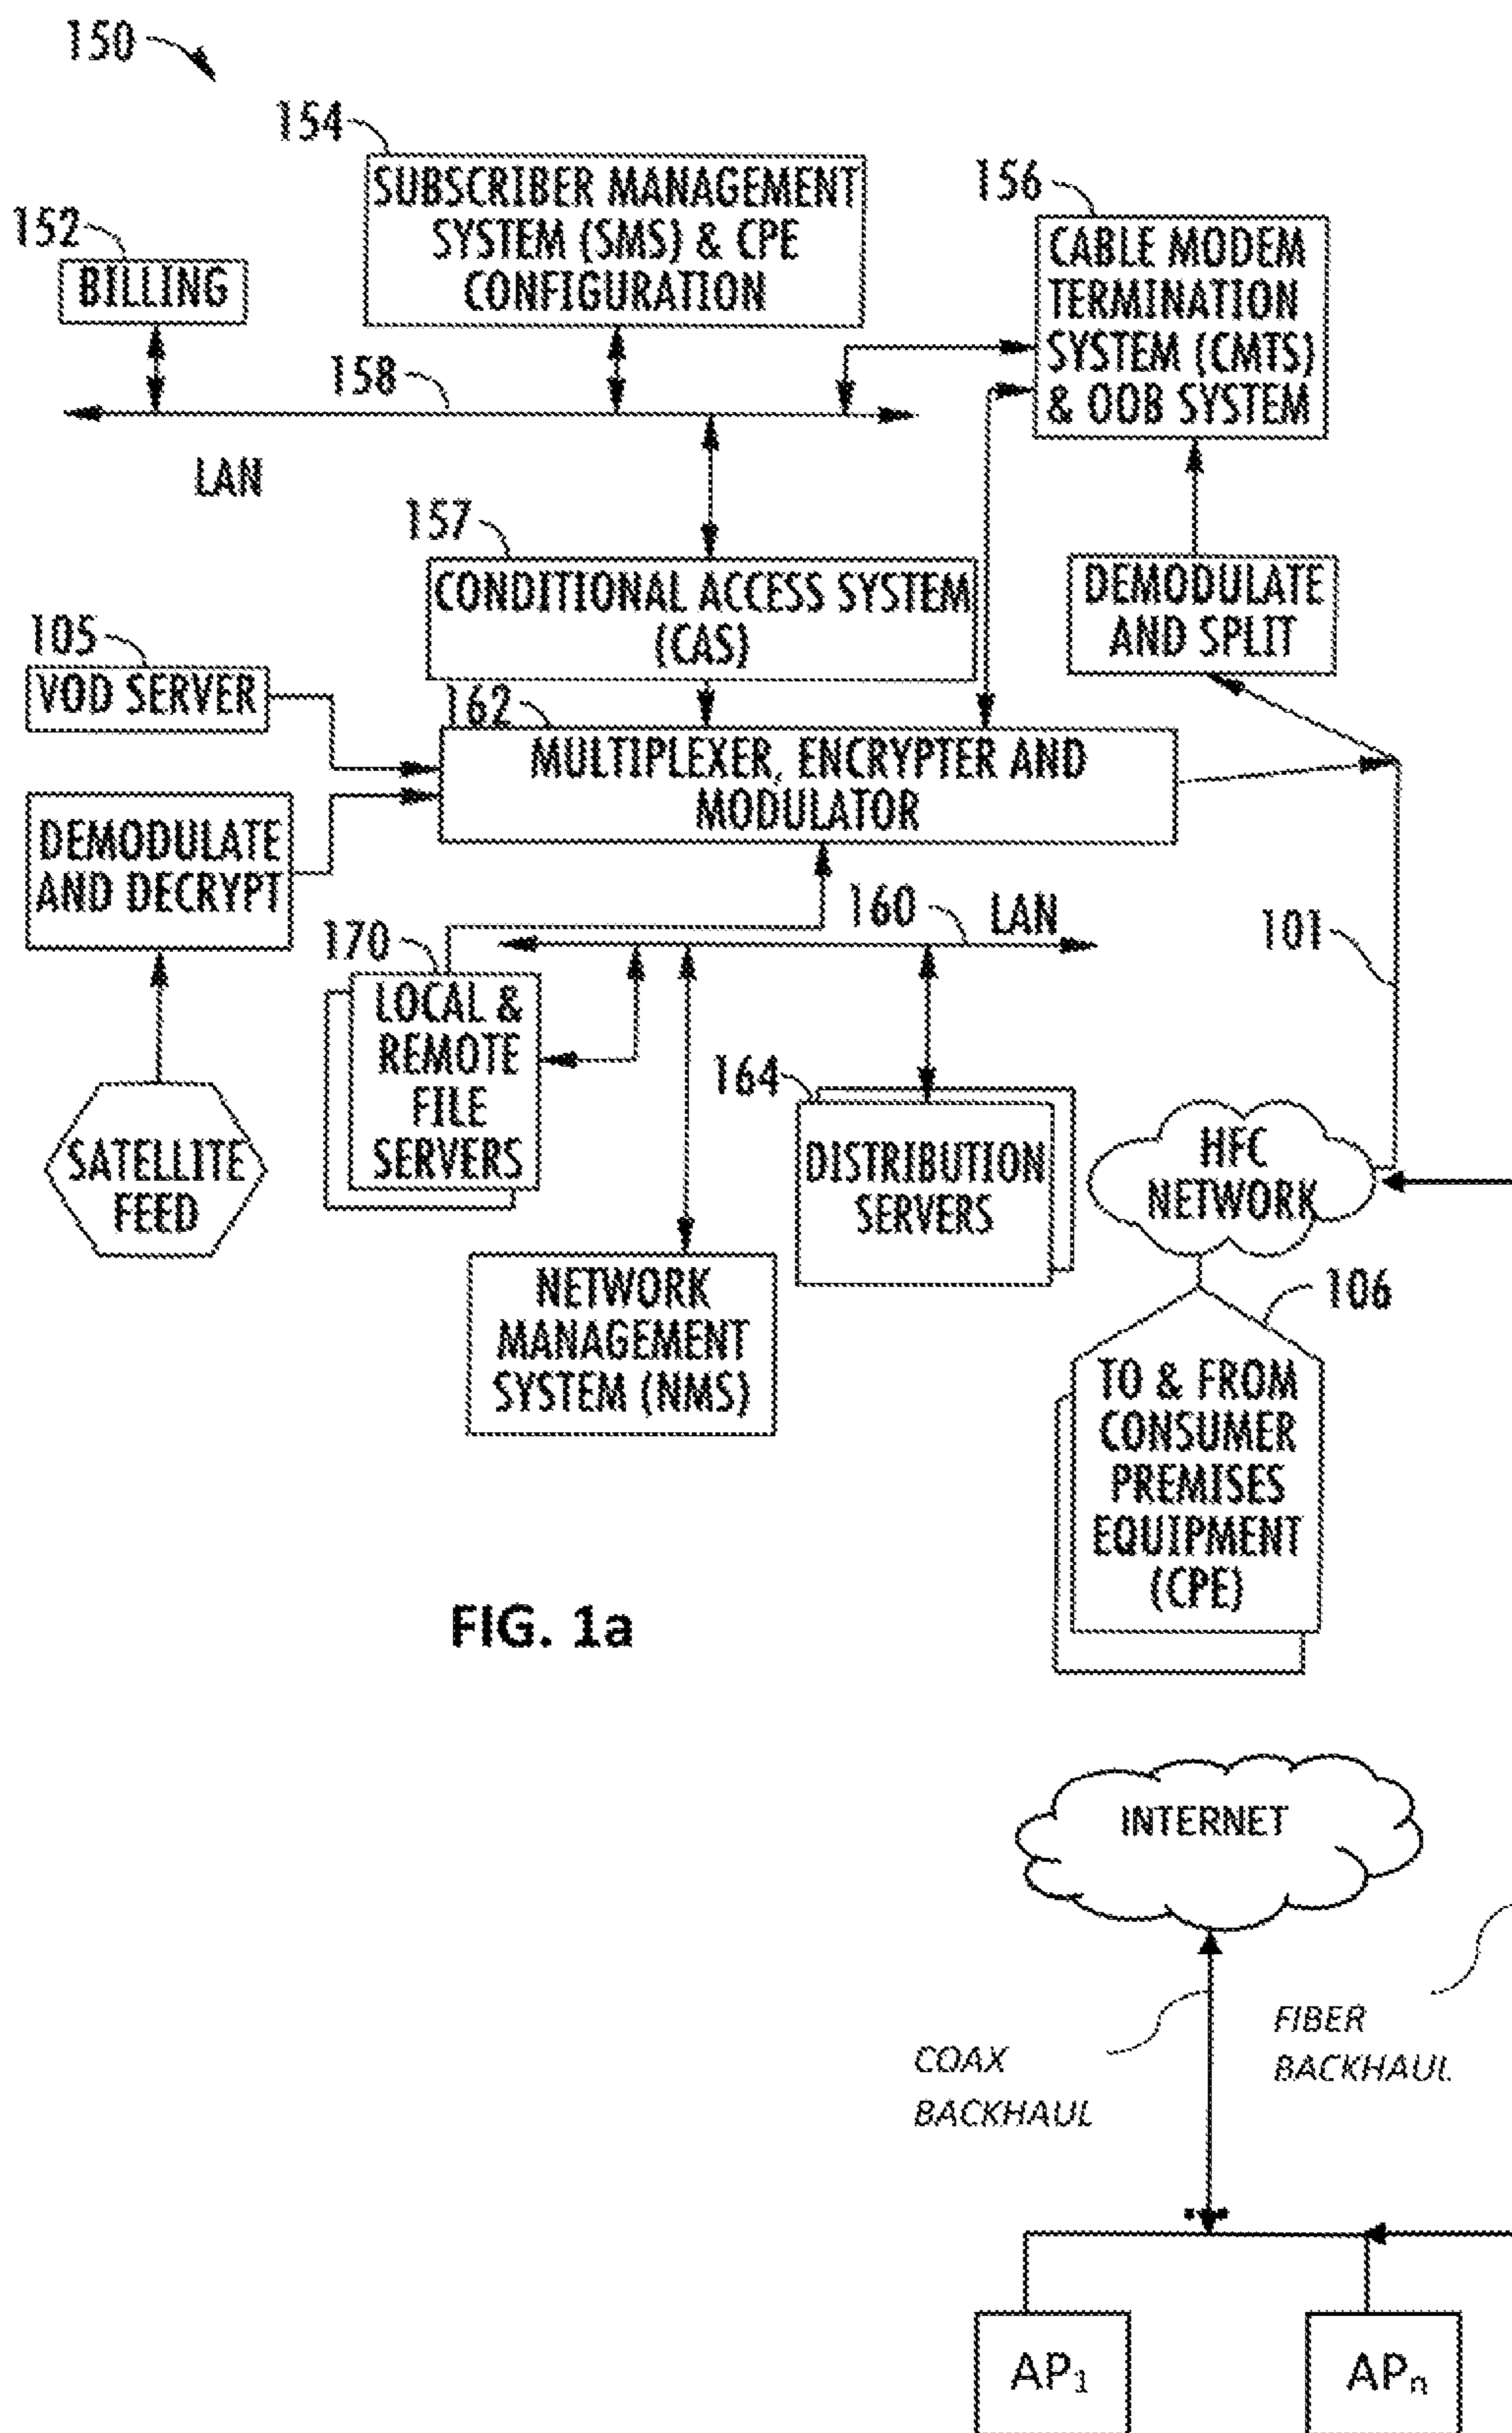 150
154
SUBSCRIBER MANAGEMENT
SYSTEM (SMS) & CPE
CONFIGURATION
156
CABLE MODEM
TERMINATION
SYSTEM (CMTS)
& OOB SYSTEM
152
BILLING
158
LAN
157
CONDITIONAL ACCESS SYSTEM
(CAS)
DEMODULATE
AND SPLIT
105
VOD SERVER
162
MULTIPLEXER, ENCRYPTER AND
MODULATOR
DEMODULATE
AND DECRYPT
170
160
LAN
101
LOCAL &
REMOTE
FILE
SERVERS
164
DISTRIBUTION
SERVERS
HFC
NETWORK
SATELLITE
FEED
NETWORK
MANAGEMENT
SYSTEM (NMS)
106
TO & FROM
CONSUMER
PREMISES
EQUIPMENT
(CPE)
FIG. 1a
INTERNET
COAX
BACKHAUL
FIBER
BACKHAUL
AP1
APn